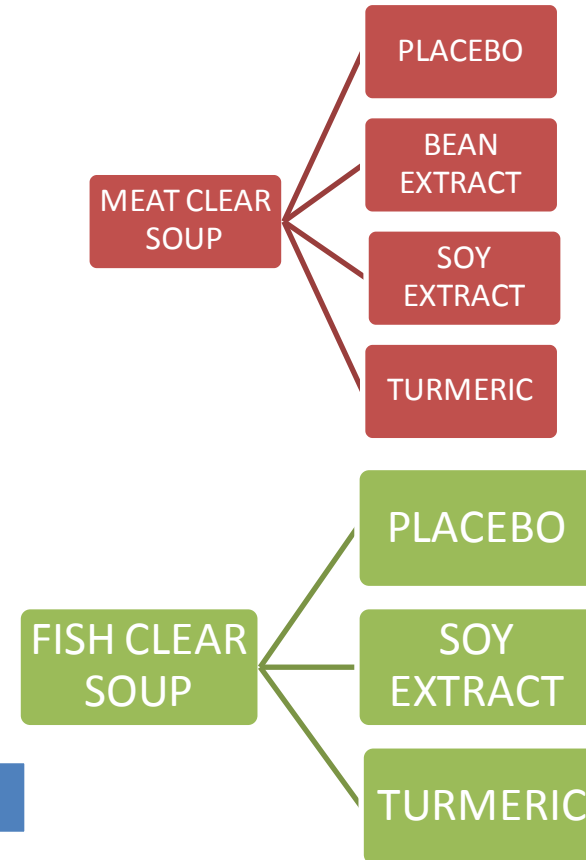 MEAT CLEAR
SOUP
PLACEBO
BEAN
EXTRACT
SOY
EXTRACT
TURMERIC
FISH CLEAR
SOUP
PLACEBO
SOY
EXTRACT
TURMERIC